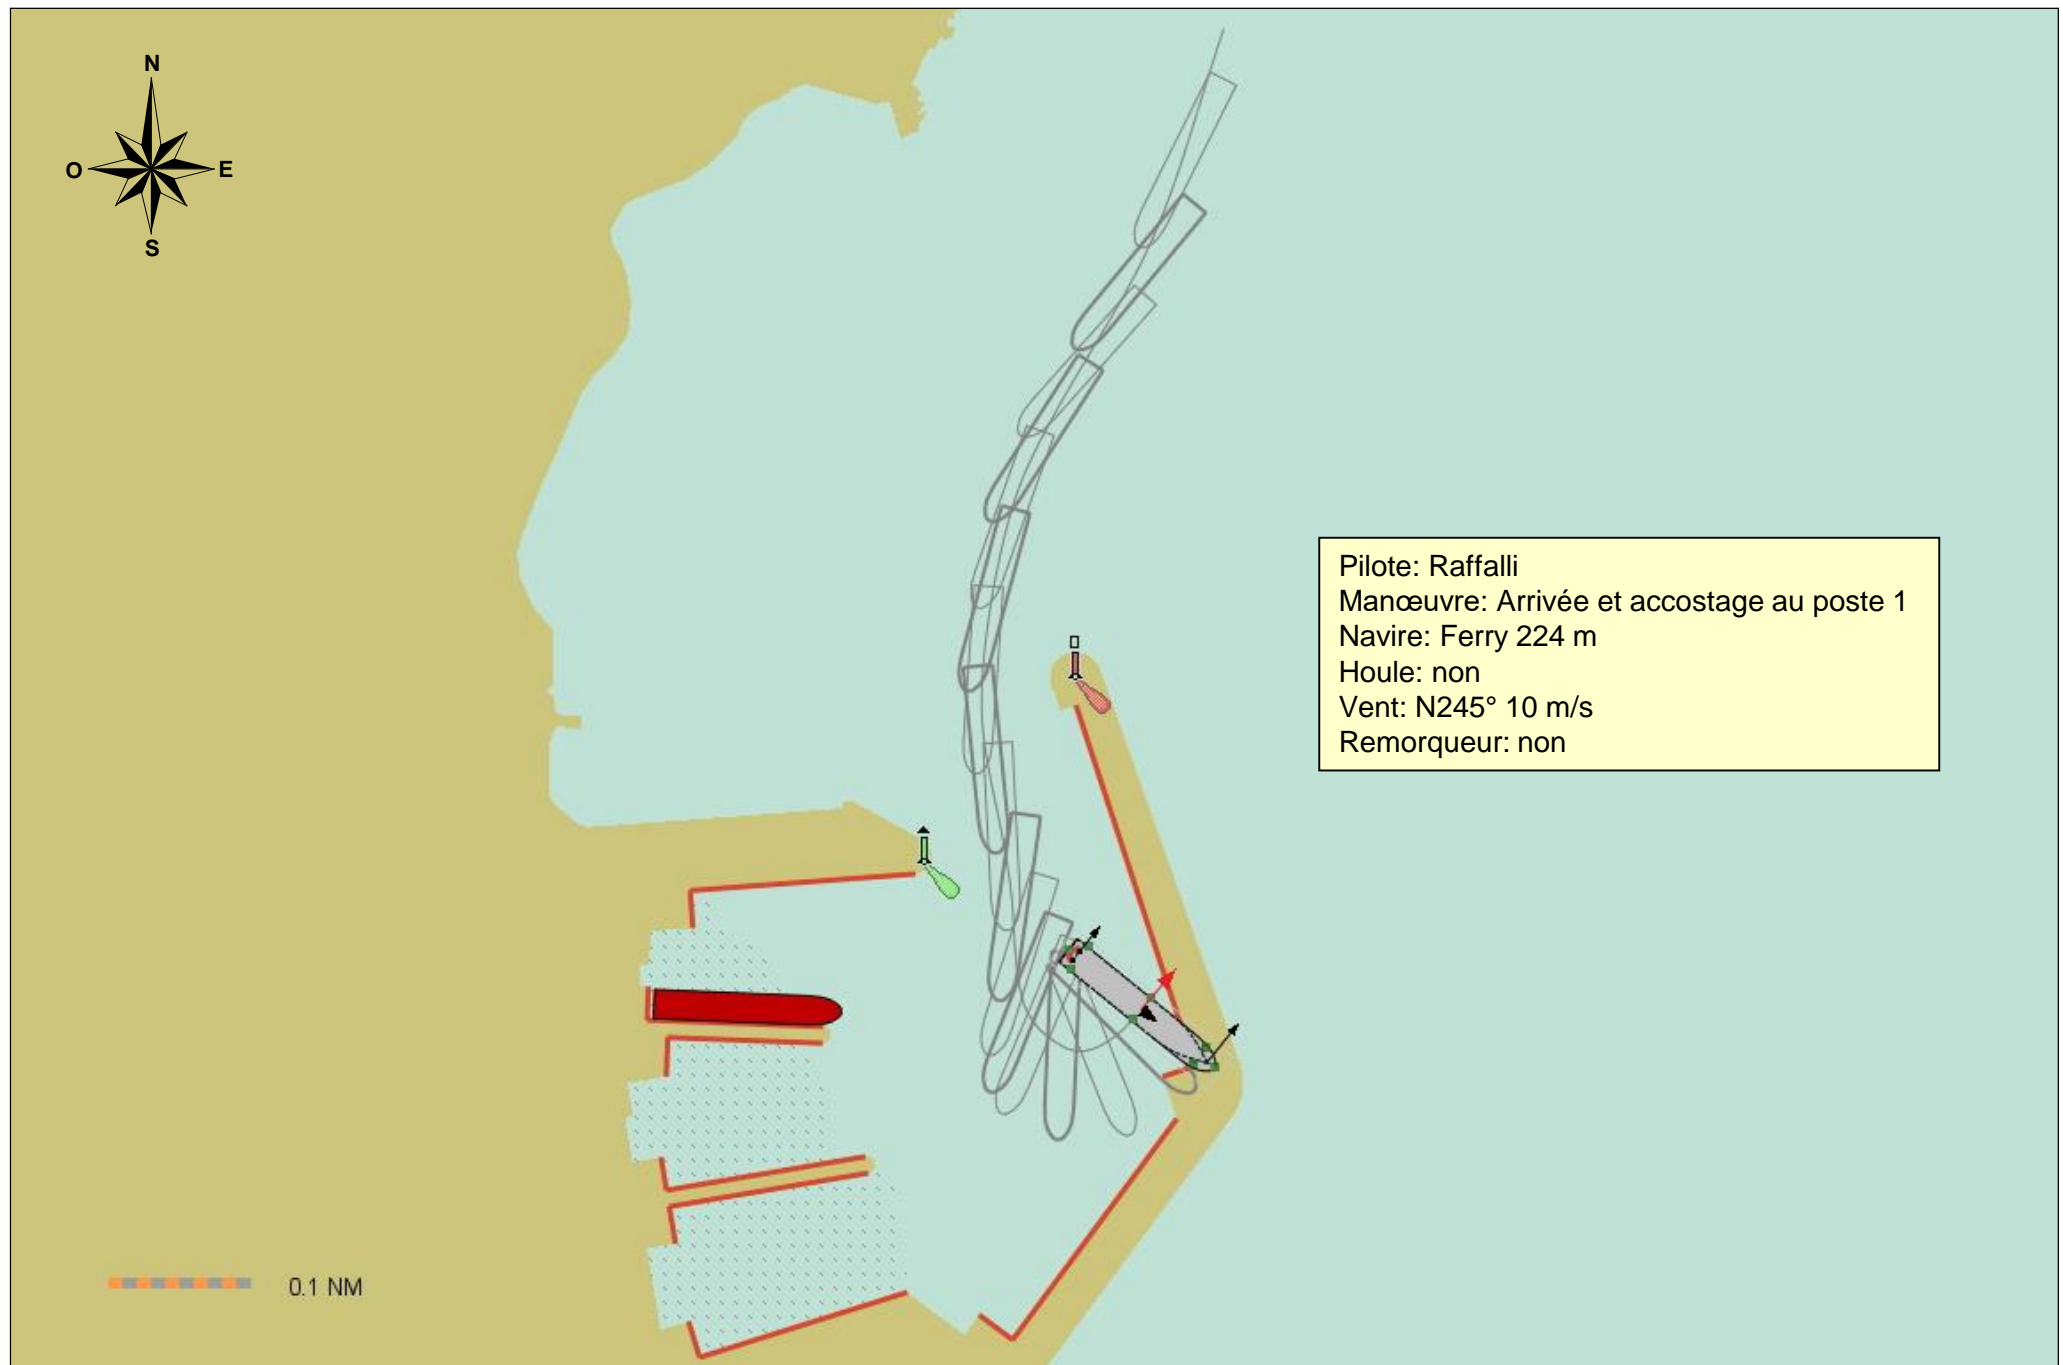 N
O
E
S
Pilote: Raffalli
Manœuvre: Arrivée et accostage au poste 1
Navire: Ferry 224 m
Houle: non
Vent: N245° 10 m/s
Remorqueur: non
0.1 NM